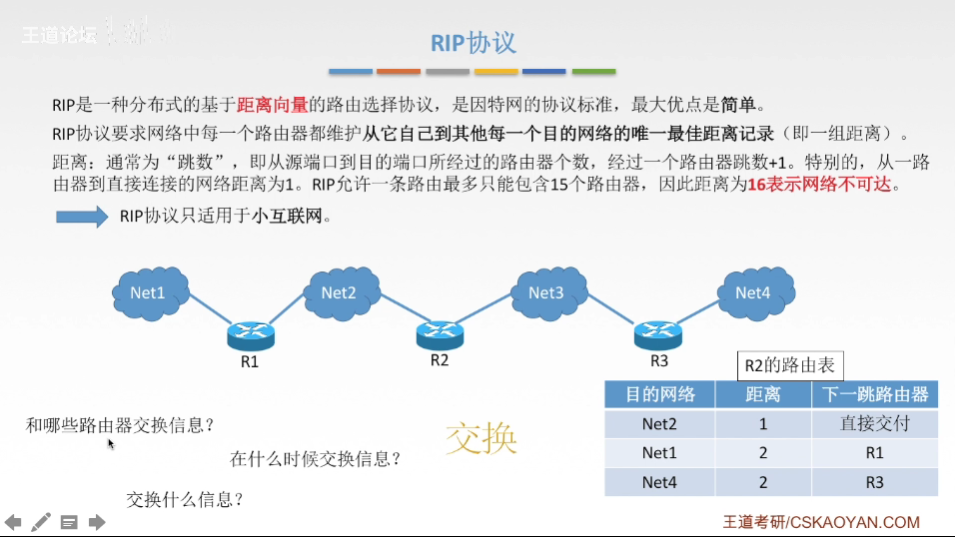 王道论坛
RIP协议
RIP是一种分布式的基于距离向量的路由选择协议，是因特网的协议标准，最大优点是简单。
RIP协议要求网络中每一个路由器都维护从它自己到其他每一个目的网络的唯一最佳距离记录（即一组距离）。
距离：通常为“跳数”，即从源端口到目的端口所经过的路由器个数，经过一个路由器跳数+1。特别的，从一路
由器到直接连接的网络距离为1。RIP允许一条路由最多只能包含15个路由器，因此距离为16表示网络不可达。
RIP协议只适用于小互联网。
Net1 Net2 Net3 Net4
R1 R2 R3
R2的路由表
目的网络 距离 下一跳路由器
Net2 1 直接交付
Net1 2 R1
Net4 2 R3
和哪些路由器交换信息？
交换
在什么时候交换信息？
交换什么信息？
王道考研/CSKAOYAN.COM